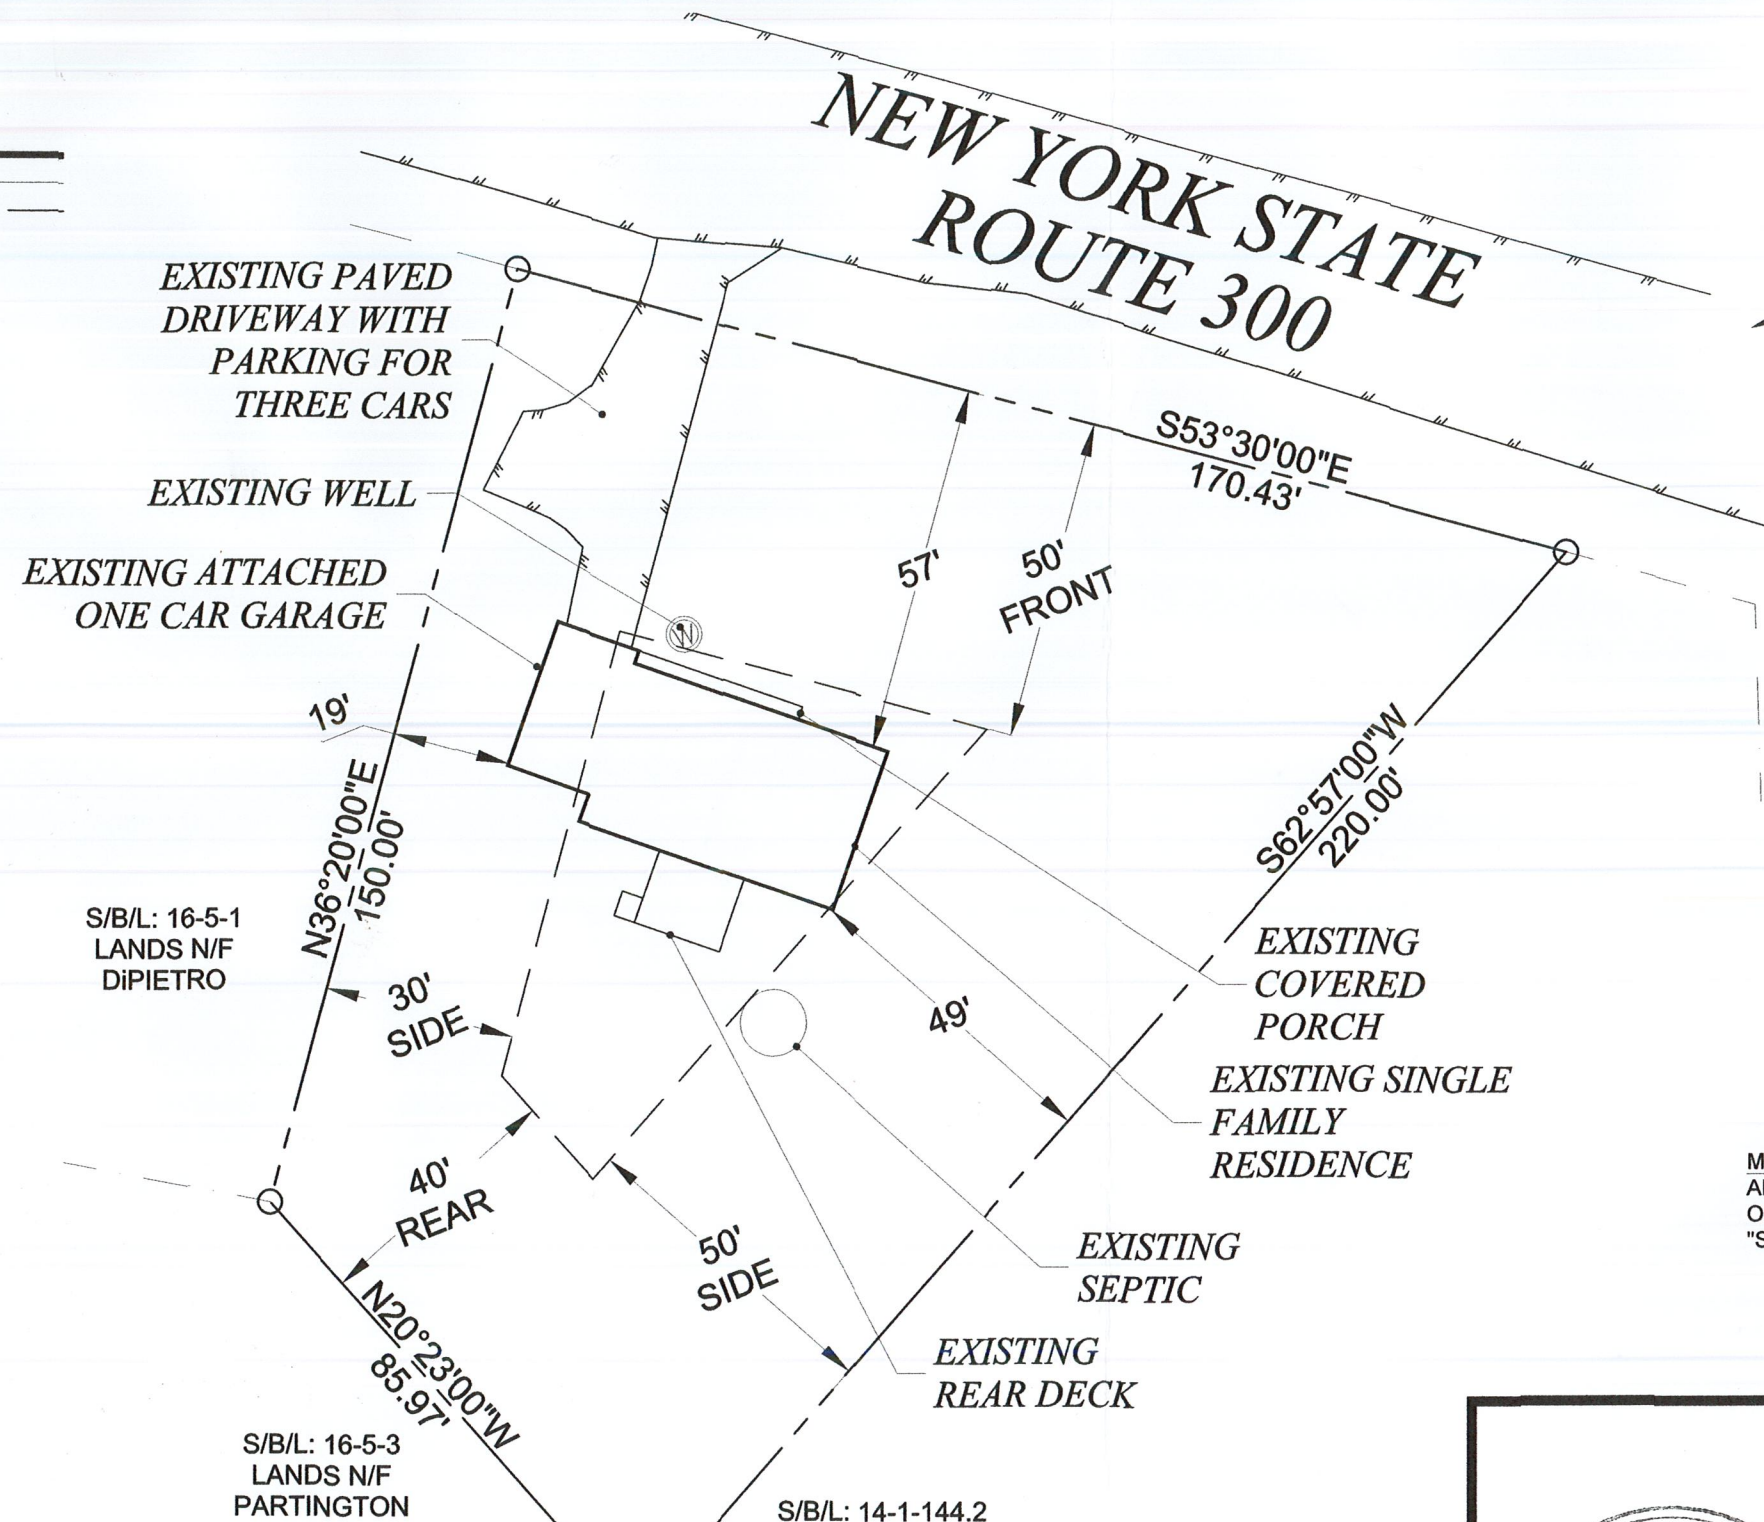 NEW YORK STATE
ROUTE 300
EXISTING PAVED
DRIVEWAY WITH
PARKING FOR
THREE CARS
S53°30'00"E
170.43'
EXISTING WELL
57'
50'
FRONT
EXISTING ATTACHED
ONE CAR GARAGE
W
19'
N36°20'00"E
150.00'
S62°57'00"W
220.00'
S/B/L: 16-5-1
LANDS N/F
DiPIETRO
30'
SIDE
49'
EXISTING
COVERED
PORCH
EXISTING SINGLE
FAMILY
RESIDENCE
40'
REAR
50'
SIDE
EXISTING
SEPTIC
N20°23'00"W
85.97'
EXISTING
REAR DECK
S/B/L: 16-5-3
LANDS N/F
PARTINGTON
S/B/L: 14-1-144.2